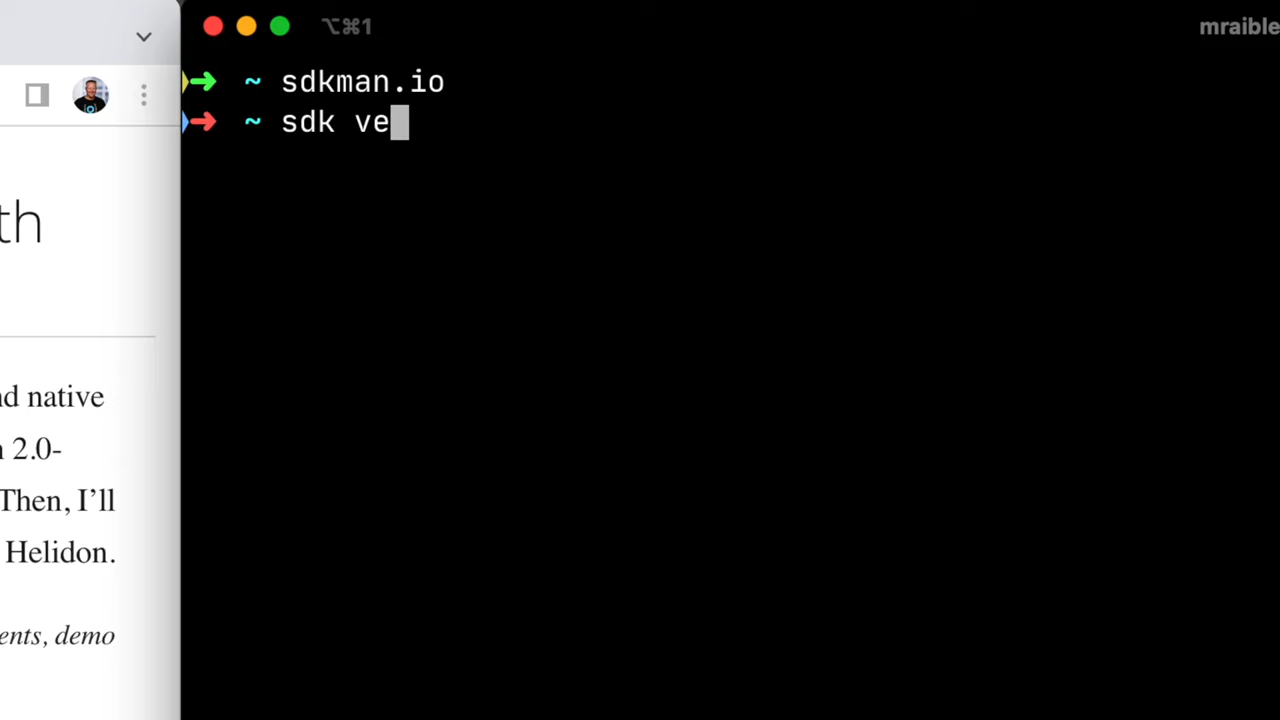 ⌥⌘1
mraible
~ sdkman.io
~ sdk ve
th
nd native
n 2.0-
Then, I'll
Helidon.
ents, demo